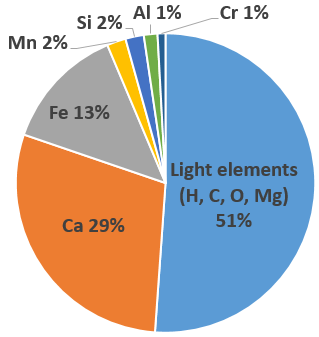 Al 1%
Cr 1%
Si 2%
Mn 2%
Fe 13%
Light elements
(H, C, O, Mg)
51%
Ca 29%